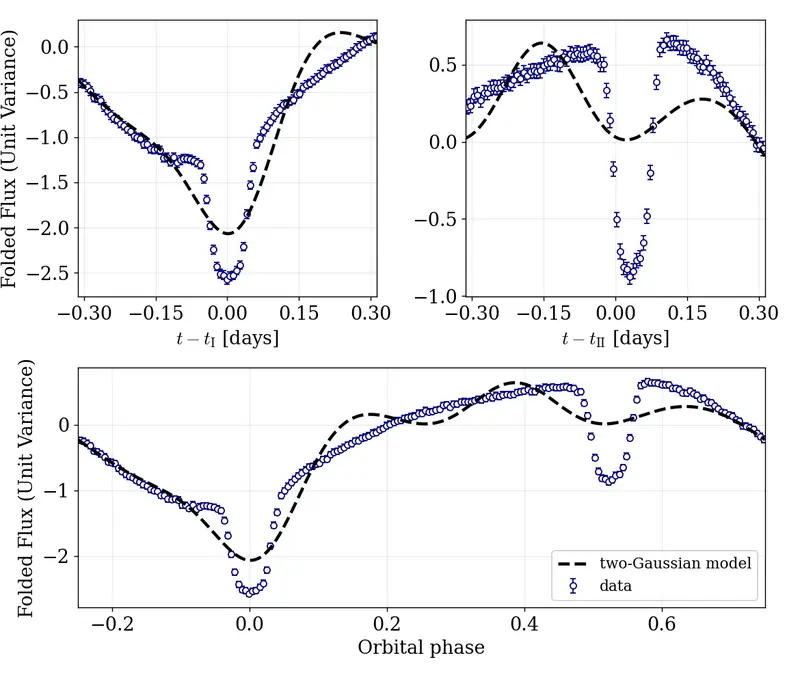 Folded Flux (Unit Variance)
0.0
−0.5
−1.0
−1.5
−2.0
−2.5
−0.30 −0.15 0.00 0.15 0.30
t − t_I [days]
0.5
0.0
−0.5
−1.0
−0.30 −0.15 0.00 0.15 0.30
t − t_II [days]
Folded Flux (Unit Variance)
0
−1
−2
−0.2 0.0 0.2 0.4 0.6
Orbital phase
two-Gaussian model
data